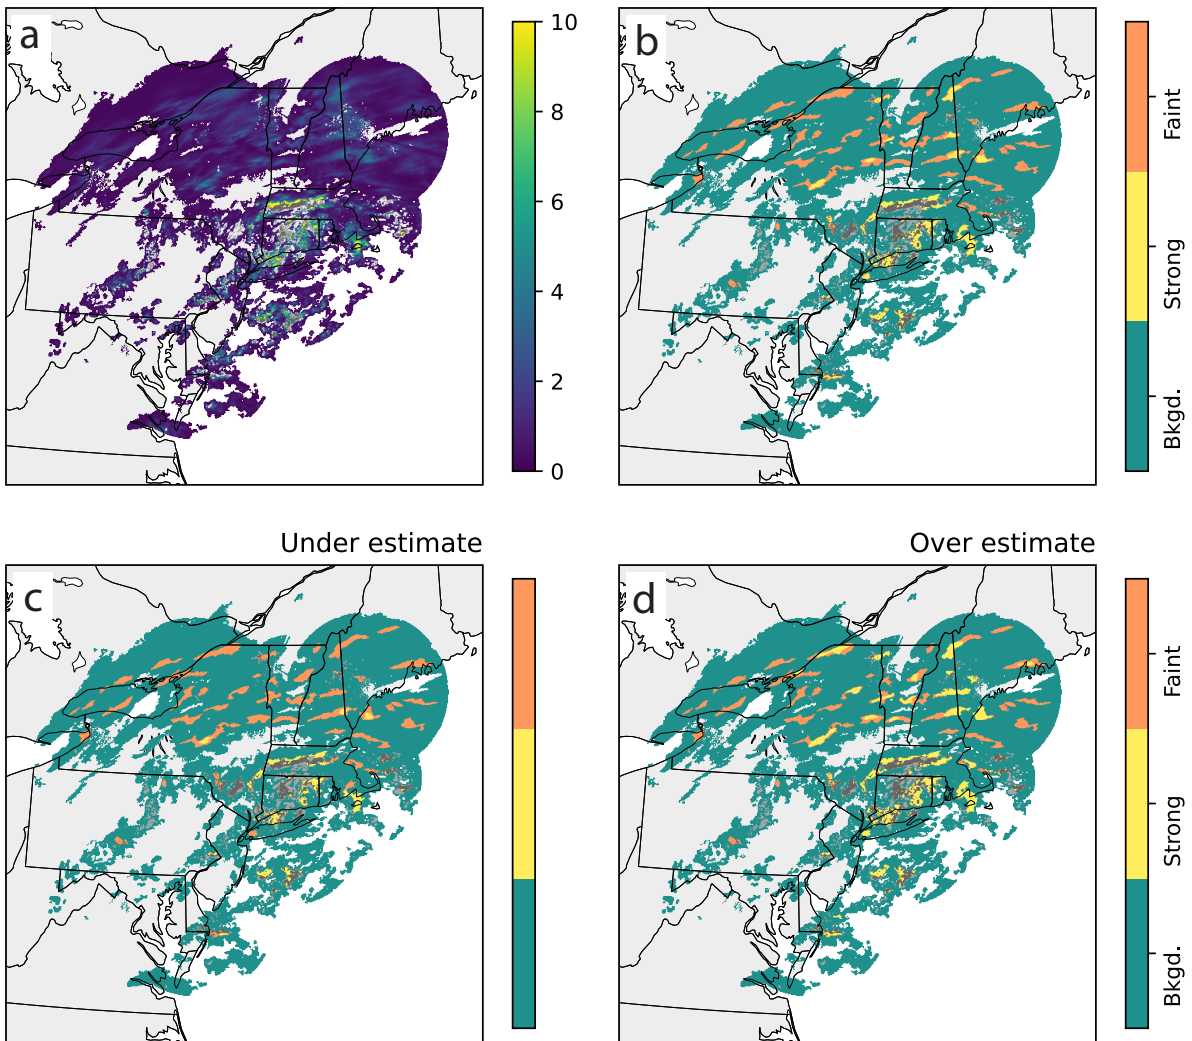 a
10
8
6
4
2
0
b
Faint
Strong
Bkgd.
Under estimate
c
Over estimate
d
Faint
Strong
Bkgd.